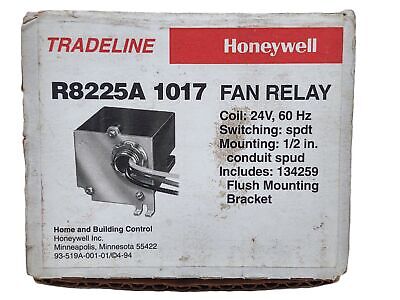 TRADELINE Honeywell
R8225A 1017 FAN RELAY
Coil: 24V, 60 Hz
Switching: spdt
Mounting: 1/2 in.
conduit spud
Includes: 134259
Flush Mounting
Bracket
Home and Building Control
Honeywell Inc.
Minneapolis, Minnesota 55422
93-519A-001-01/D4-94